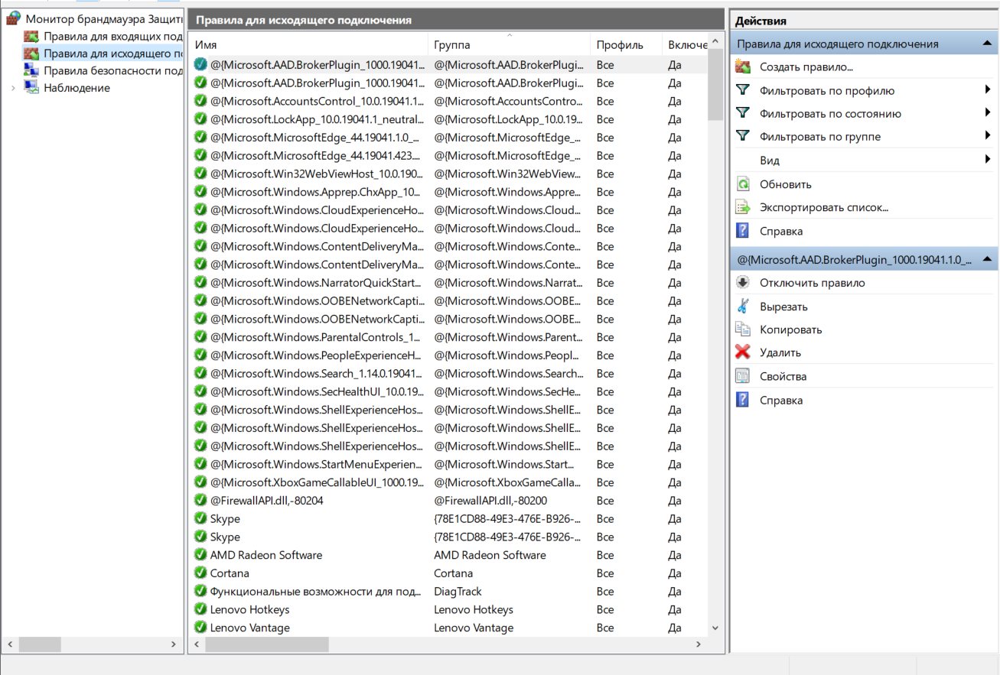 Монитор брандмауэра Защит
Правила для входящих под
Правила для исходящего п
Правила безопасности под
Наблюдение
Правила для исходящего подключения
Имя Группа Профиль Включе
@{Microsoft.AAD.BrokerPlugin_1000.19041... @{Microsoft.AAD.BrokerPlugi... Все Да
@{Microsoft.AAD.BrokerPlugin_1000.19041... @{Microsoft.AAD.BrokerPlugi... Все Да
@{Microsoft.AccountsControl_10.0.19041.1... @{Microsoft.AccountsContro... Все Да
@{Microsoft.LockApp_10.0.19041.1_neutral... @{Microsoft.LockApp_10.0.19... Все Да
@{Microsoft.MicrosoftEdge_44.19041.1.0_... @{Microsoft.MicrosoftEdge_... Все Да
@{Microsoft.MicrosoftEdge_44.19041.423.... @{Microsoft.MicrosoftEdge_... Все Да
@{Microsoft.Win32WebViewHost_10.0.190... @{Microsoft.Win32WebView... Все Да
@{Microsoft.Windows.Apprep.ChxApp_10... @{Microsoft.Windows.Appre... Все Да
@{Microsoft.Windows.CloudExperienceHo... @{Microsoft.Windows.Cloud... Все Да
@{Microsoft.Windows.CloudExperienceHo... @{Microsoft.Windows.Cloud... Все Да
@{Microsoft.Windows.ContentDeliveryMa... @{Microsoft.Windows.Conte... Все Да
@{Microsoft.Windows.ContentDeliveryMa... @{Microsoft.Windows.Conte... Все Да
@{Microsoft.Windows.NarratorQuickStart... @{Microsoft.Windows.Narrat... Все Да
@{Microsoft.Windows.OOBENetworkCapti... @{Microsoft.Windows.OOBE... Все Да
@{Microsoft.Windows.OOBENetworkCapti... @{Microsoft.Windows.OOBE... Все Да
@{Microsoft.Windows.ParentalControls_1... @{Microsoft.Windows.Parent... Все Да
@{Microsoft.Windows.PeopleExperienceH... @{Microsoft.Windows.Peopl... Все Да
@{Microsoft.Windows.Search_1.14.0.19041... @{Microsoft.Windows.Search... Все Да
@{Microsoft.Windows.SecHealthUI_10.0.19... @{Microsoft.Windows.SecHe... Все Да
@{Microsoft.Windows.ShellExperienceHos... @{Microsoft.Windows.ShellE... Все Да
@{Microsoft.Windows.ShellExperienceHos... @{Microsoft.Windows.ShellE... Все Да
@{Microsoft.Windows.ShellExperienceHos... @{Microsoft.Windows.ShellE... Все Да
@{Microsoft.Windows.StartMenuExperien... @{Microsoft.Windows.Start... Все Да
@{Microsoft.XboxGameCallableUI_1000.19... @{Microsoft.XboxGameCalla... Все Да
@FirewallAPI.dll,-80204 @FirewallAPI.dll,-80200 Все Да
Skype {78E1CD88-49E3-476E-B926-... Все Да
Skype {78E1CD88-49E3-476E-B926-... Все Да
AMD Radeon Software AMD Radeon Software Все Да
Cortana Cortana Все Да
Функциональные возможности для под... DiagTrack Все Да
Lenovo Hotkeys Lenovo Hotkeys Все Да
Lenovo Vantage Lenovo Vantage Все Да
Действия
Правила для исходящего подключения
Создать правило...
Фильтровать по профилю
Фильтровать по состоянию
Фильтровать по группе
Вид
Обновить
Экспортировать список...
Справка
@{Microsoft.AAD.BrokerPlugin_1000.19041.1.0_...
Отключить правило
Вырезать
Копировать
Удалить
Свойства
Справка